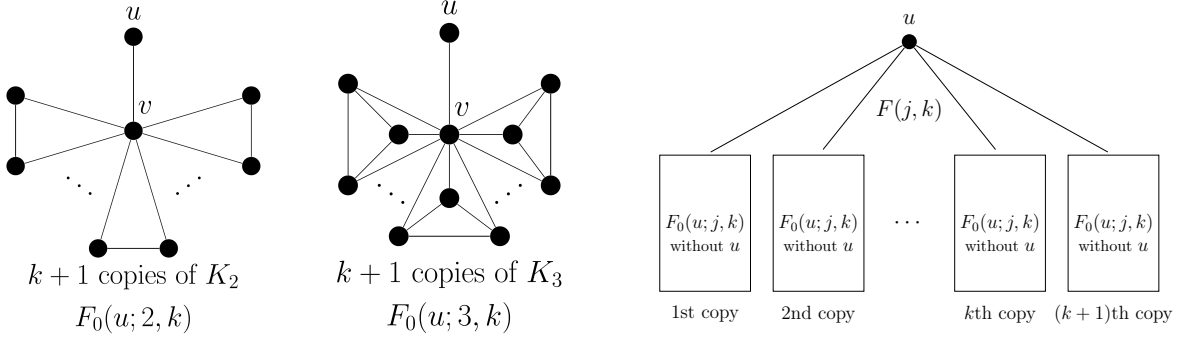 u
v
k + 1 copies of K₂
F₀(u; 2, k)
u
v
k + 1 copies of K₃
F₀(u; 3, k)
u
F(j, k)
F₀(u; j, k)
without u
F₀(u; j, k)
without u
···
F₀(u; j, k)
without u
F₀(u; j, k)
without u
1st copy
2nd copy
kth copy
(k + 1)th copy